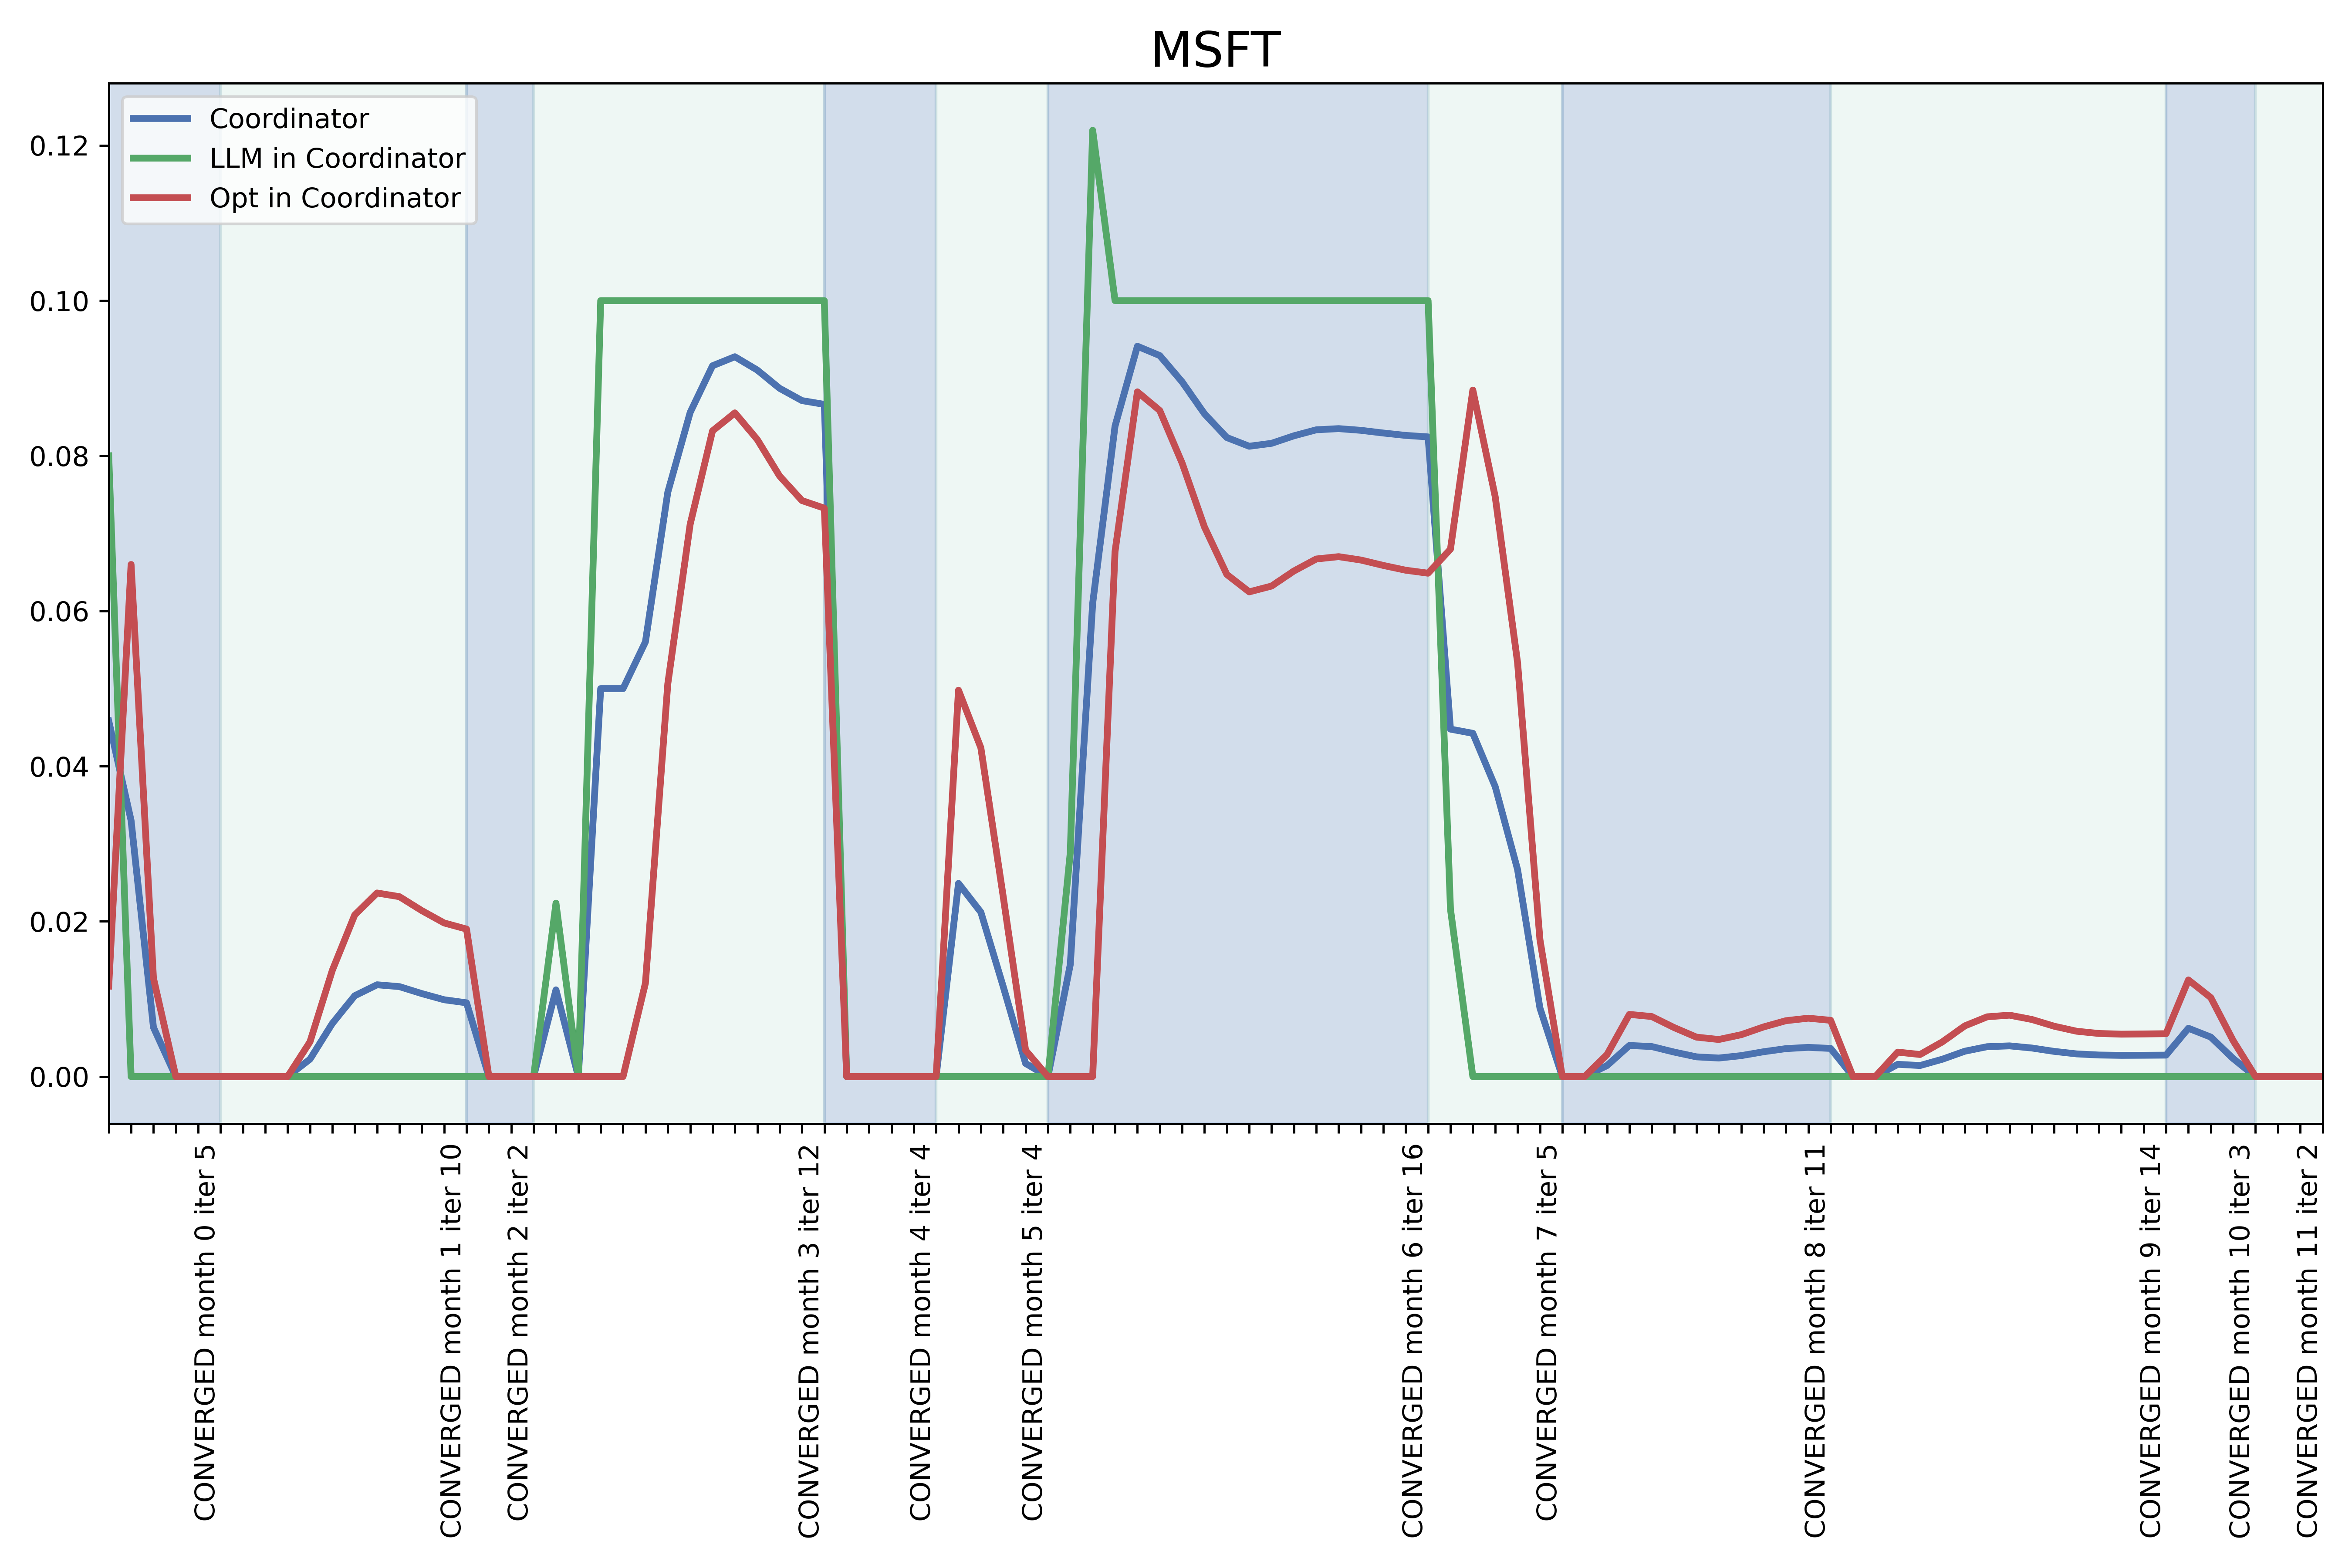 MSFT
Coordinator
LLM in Coordinator
Opt in Coordinator
0.12
0.10
0.08
0.06
0.04
0.02
0.00
CONVERGED month 0 iter 5
CONVERGED month 1 iter 10
CONVERGED month 2 iter 2
CONVERGED month 3 iter 12
CONVERGED month 4 iter 4
CONVERGED month 5 iter 4
CONVERGED month 6 iter 16
CONVERGED month 7 iter 5
CONVERGED month 8 iter 11
CONVERGED month 9 iter 14
CONVERGED month 10 iter 3
CONVERGED month 11 iter 2